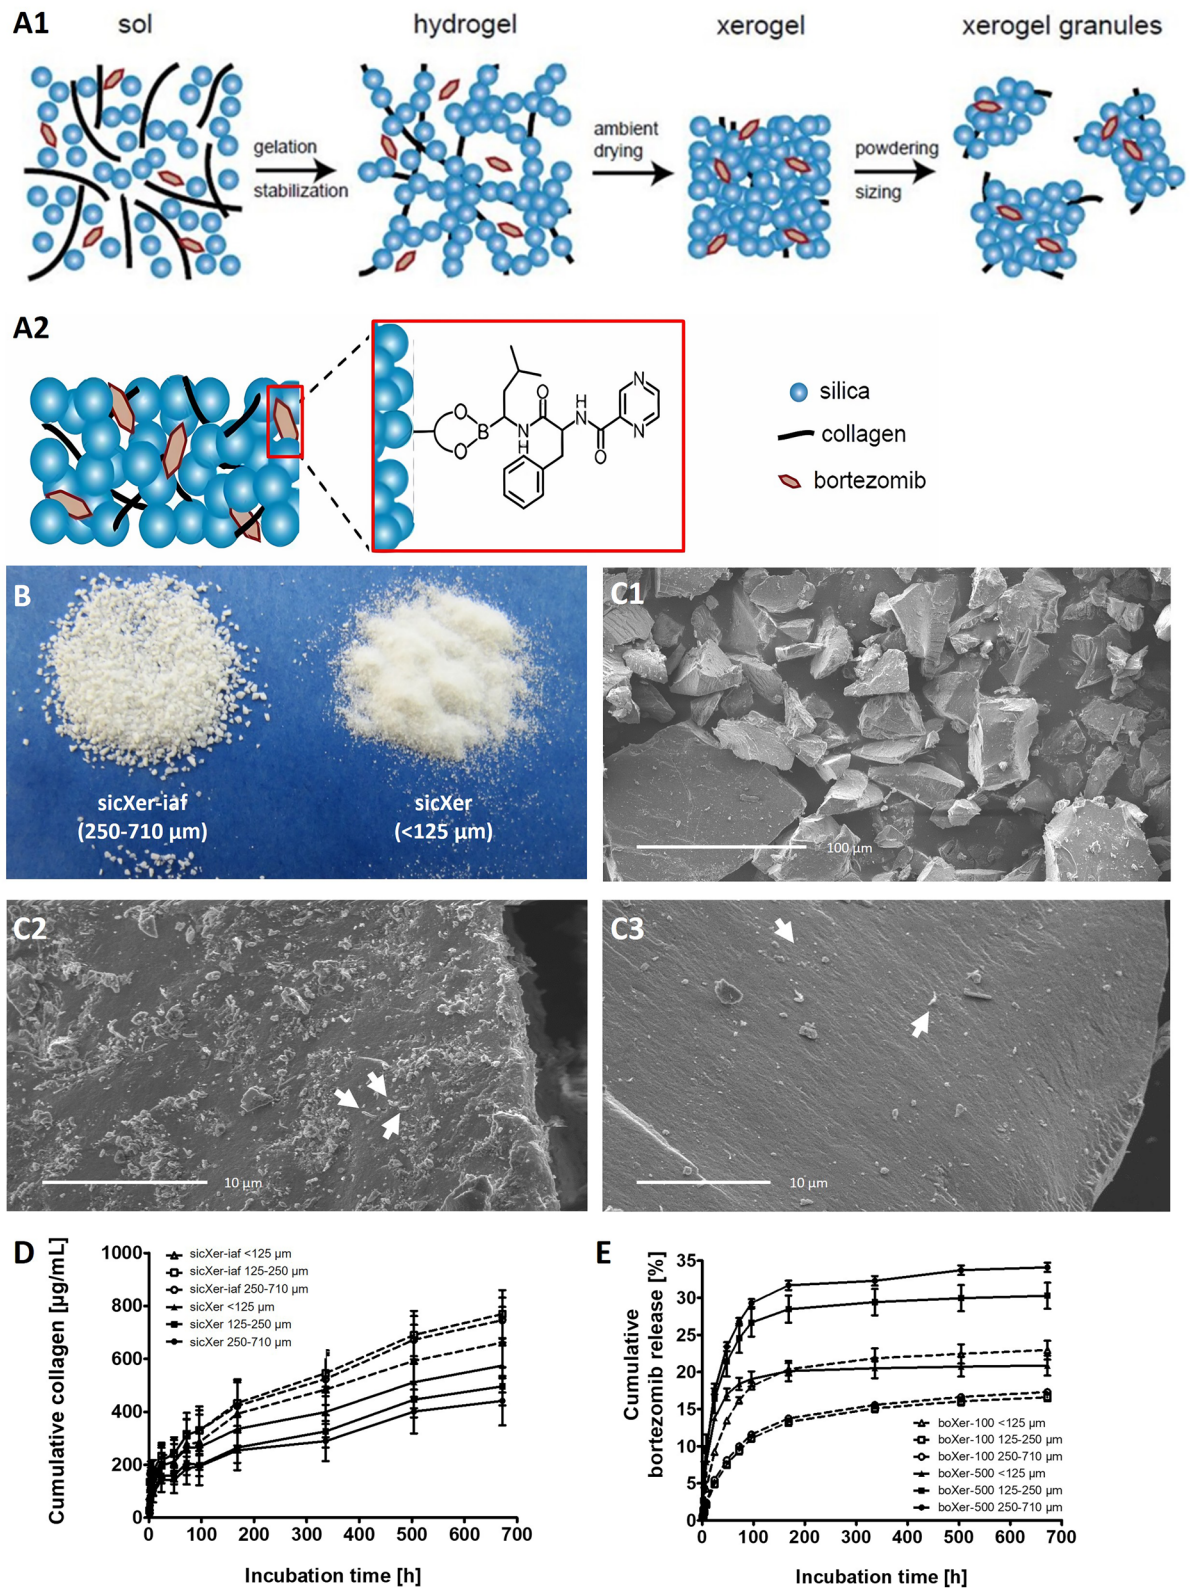 A1
sol
hydrogel
xerogel
xerogel granules
gelation
stabilization
ambient
drying
powdering
sizing
A2
O
O
B
N
H
O
H
N
O
N
N
silica
collagen
bortezomib
B
sicXer-iaf
(250-710 µm)
sicXer
(<125 µm)
C1
100 µm
C2
10 µm
C3
10 µm
D
Cumulative collagen [µg/mL]
1000
800
600
400
200
0
0
100
200
300
400
500
600
700
Incubation time [h]
sicXer-iaf <125 µm
sicXer-iaf 125-250 µm
sicXer-iaf 250-710 µm
sicXer <125 µm
sicXer 125-250 µm
sicXer 250-710 µm
E
Cumulative
bortezomib release [%]
35
30
25
20
15
10
5
0
0
100
200
300
400
500
600
700
Incubation time [h]
boXer-100 <125 µm
boXer-100 125-250 µm
boXer-100 250-710 µm
boXer-500 <125 µm
boXer-500 125-250 µm
boXer-500 250-710 µm